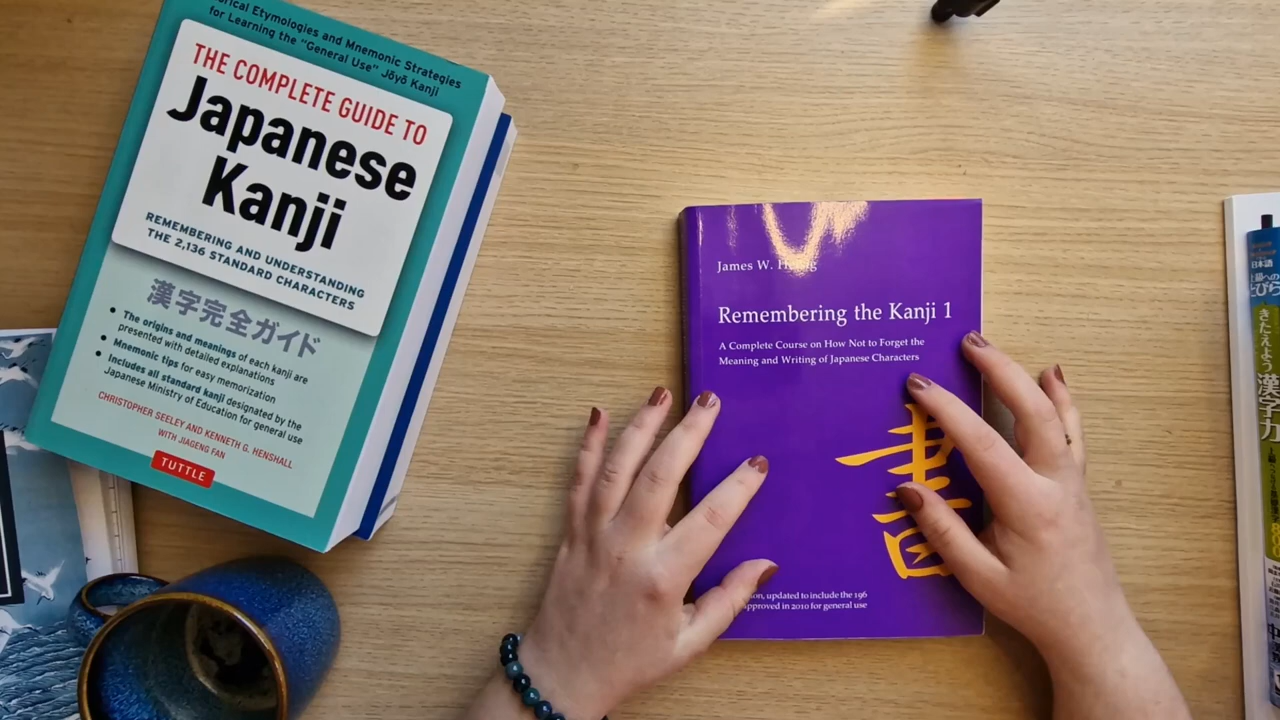 Etymologies and Mnemonic Strategies
for Learning the “General Use” Jōyō Kanji
THE COMPLETE GUIDE TO
Japanese
Kanji
REMEMBERING AND UNDERSTANDING
THE 2,136 STANDARD CHARACTERS
漢字完全ガイド
• The origins and meanings of each kanji are
presented with detailed explanations
• Mnemonic tips for easy memorization
• Includes all standard kanji designated by the
Japanese Ministry of Education for general use
CHRISTOPHER SEELEY AND KENNETH G. HENSHALL
WITH JIAGENG FAN
TUTTLE
James W.
Remembering the Kanji 1
A Complete Course on How Not to Forget the
Meaning and Writing of Japanese Characters
書
updated to include the 196
approved in 2010 for general use
日本語
とびら
きたえよう漢字力